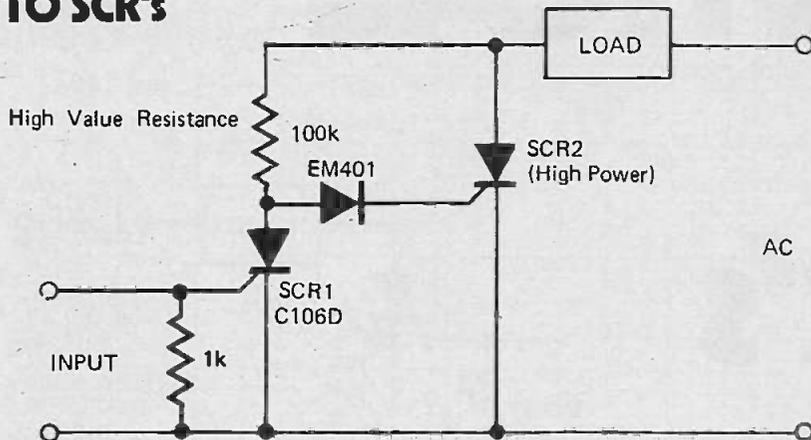 TO SCR's
LOAD
High Value Resistance
100k
EM401
SCR2
(High Power)
AC
SCR1
C106D
INPUT
1k